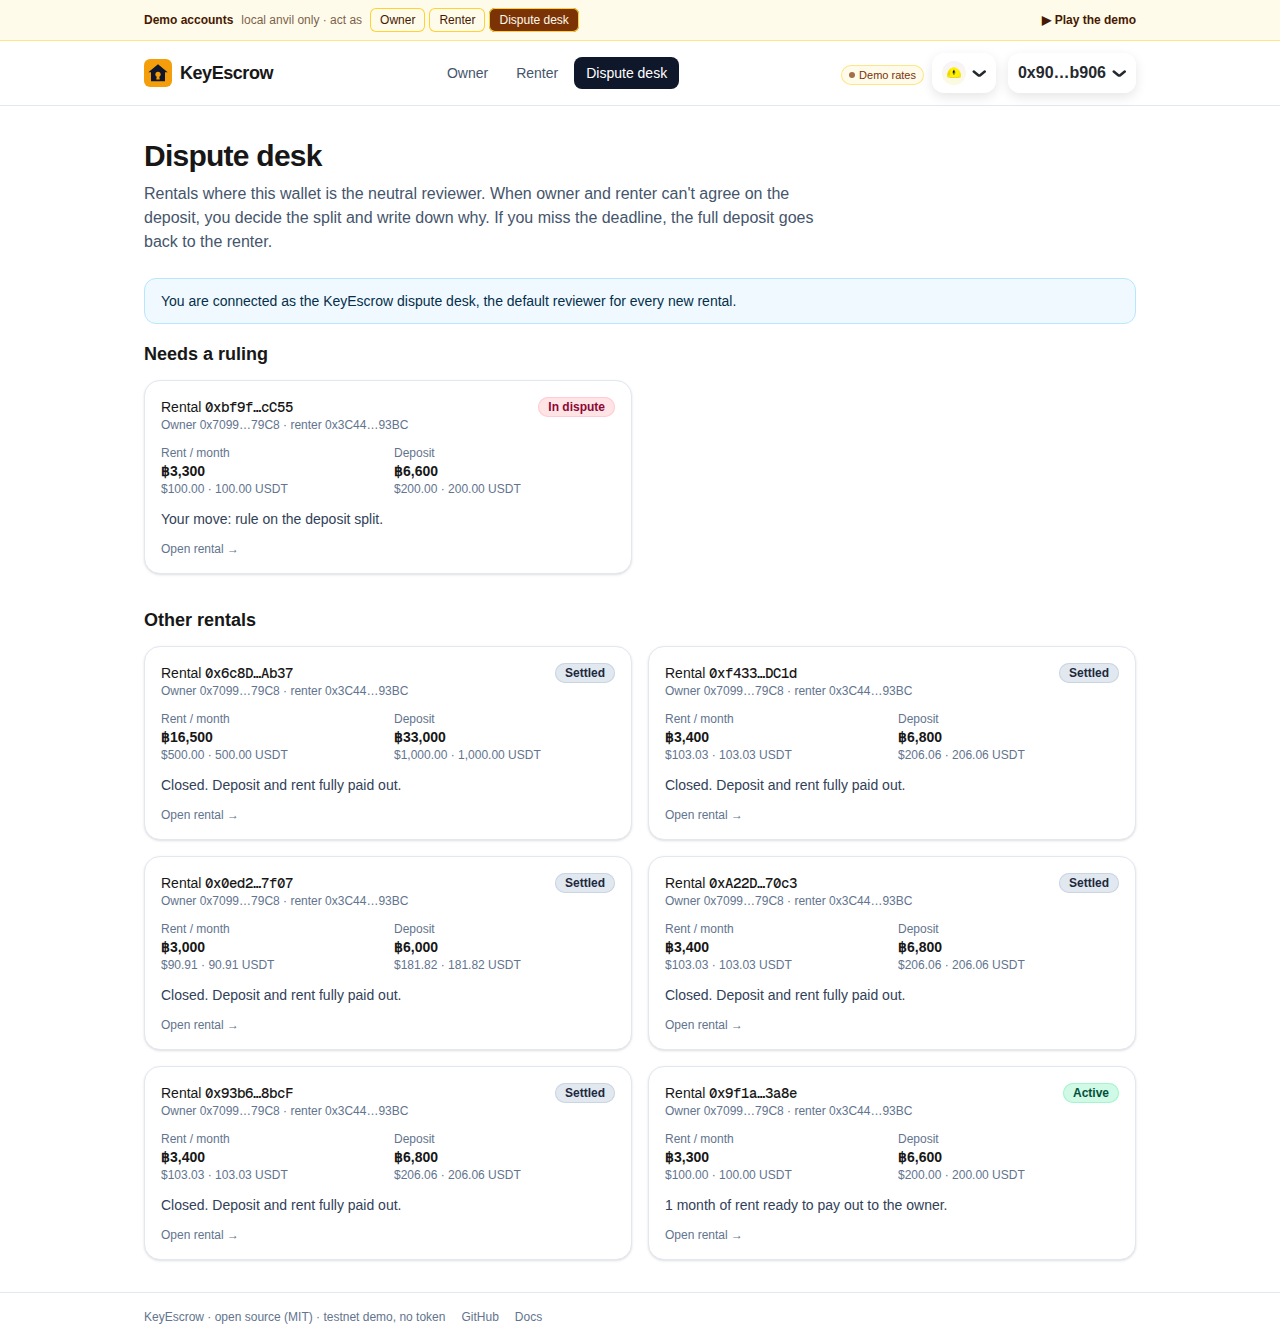 Demo accounts local anvil only · act as Owner Renter Dispute desk ▶ Play the demo
KeyEscrow Owner Renter Dispute desk Demo rates 0x90…b906
Dispute desk
Rentals where this wallet is the neutral reviewer. When owner and renter can't agree on the
deposit, you decide the split and write down why. If you miss the deadline, the full deposit goes
back to the renter.
You are connected as the KeyEscrow dispute desk, the default reviewer for every new rental.
Needs a ruling
Rental 0xbf9f…cC55 In dispute
Owner 0x7099…79C8 · renter 0x3C44…93BC
Rent / month Deposit
฿3,300 ฿6,600
$100.00 · 100.00 USDT $200.00 · 200.00 USDT
Your move: rule on the deposit split.
Open rental →
Other rentals
Rental 0x6c8D…Ab37 Settled
Owner 0x7099…79C8 · renter 0x3C44…93BC
Rent / month Deposit
฿16,500 ฿33,000
$500.00 · 500.00 USDT $1,000.00 · 1,000.00 USDT
Closed. Deposit and rent fully paid out.
Open rental →
Rental 0xf433…DC1d Settled
Owner 0x7099…79C8 · renter 0x3C44…93BC
Rent / month Deposit
฿3,400 ฿6,800
$103.03 · 103.03 USDT $206.06 · 206.06 USDT
Closed. Deposit and rent fully paid out.
Open rental →
Rental 0x0ed2…7f07 Settled
Owner 0x7099…79C8 · renter 0x3C44…93BC
Rent / month Deposit
฿3,000 ฿6,000
$90.91 · 90.91 USDT $181.82 · 181.82 USDT
Closed. Deposit and rent fully paid out.
Open rental →
Rental 0xA22D…70c3 Settled
Owner 0x7099…79C8 · renter 0x3C44…93BC
Rent / month Deposit
฿3,400 ฿6,800
$103.03 · 103.03 USDT $206.06 · 206.06 USDT
Closed. Deposit and rent fully paid out.
Open rental →
Rental 0x93b6…8bcF Settled
Owner 0x7099…79C8 · renter 0x3C44…93BC
Rent / month Deposit
฿3,400 ฿6,800
$103.03 · 103.03 USDT $206.06 · 206.06 USDT
Closed. Deposit and rent fully paid out.
Open rental →
Rental 0x9f1a…3a8e Active
Owner 0x7099…79C8 · renter 0x3C44…93BC
Rent / month Deposit
฿3,300 ฿6,600
$100.00 · 100.00 USDT $200.00 · 200.00 USDT
1 month of rent ready to pay out to the owner.
Open rental →
KeyEscrow · open source (MIT) · testnet demo, no token GitHub Docs